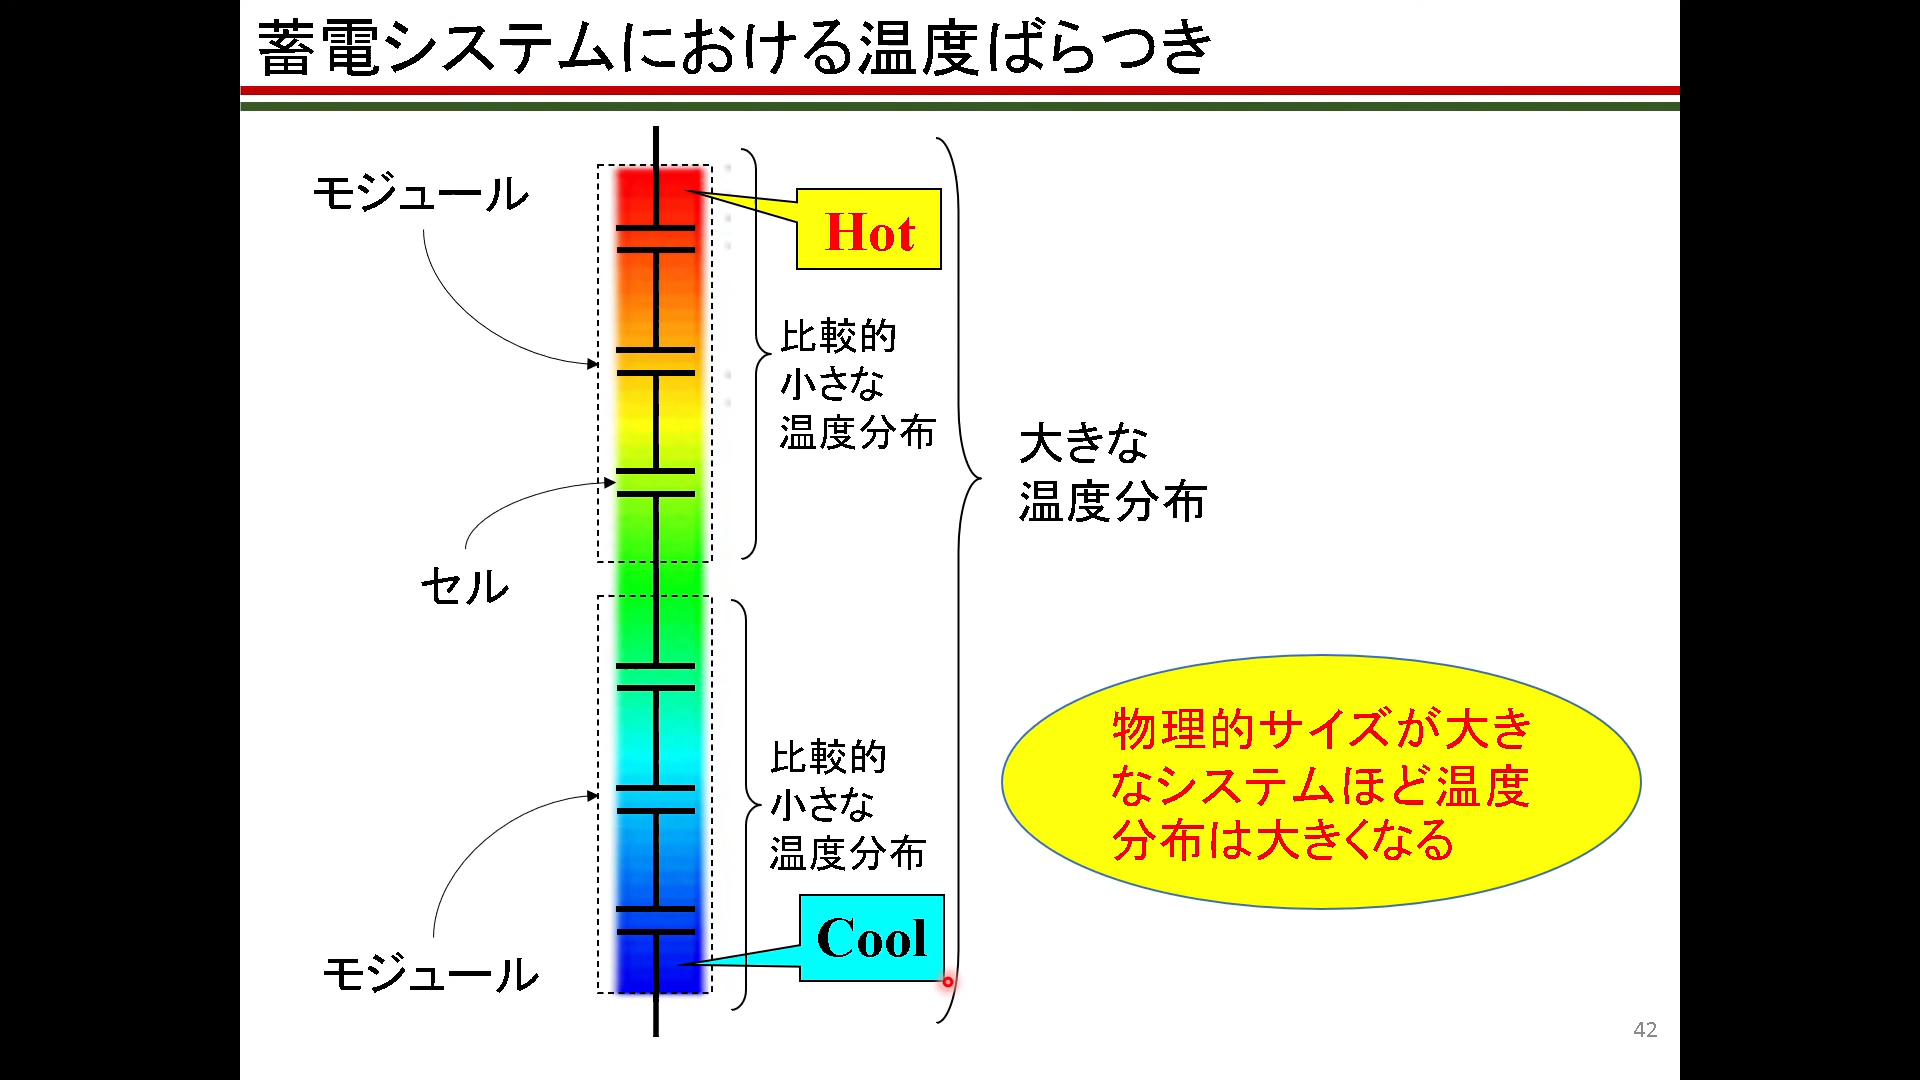 蓄電システムにおける温度ばらつき
モジュール
Hot
比較的
小さな
温度分布
大きな
温度分布
セル
物理的サイズが大き
なシステムほど温度
分布は大きくなる
比較的
小さな
温度分布
Cool
モジュール
42